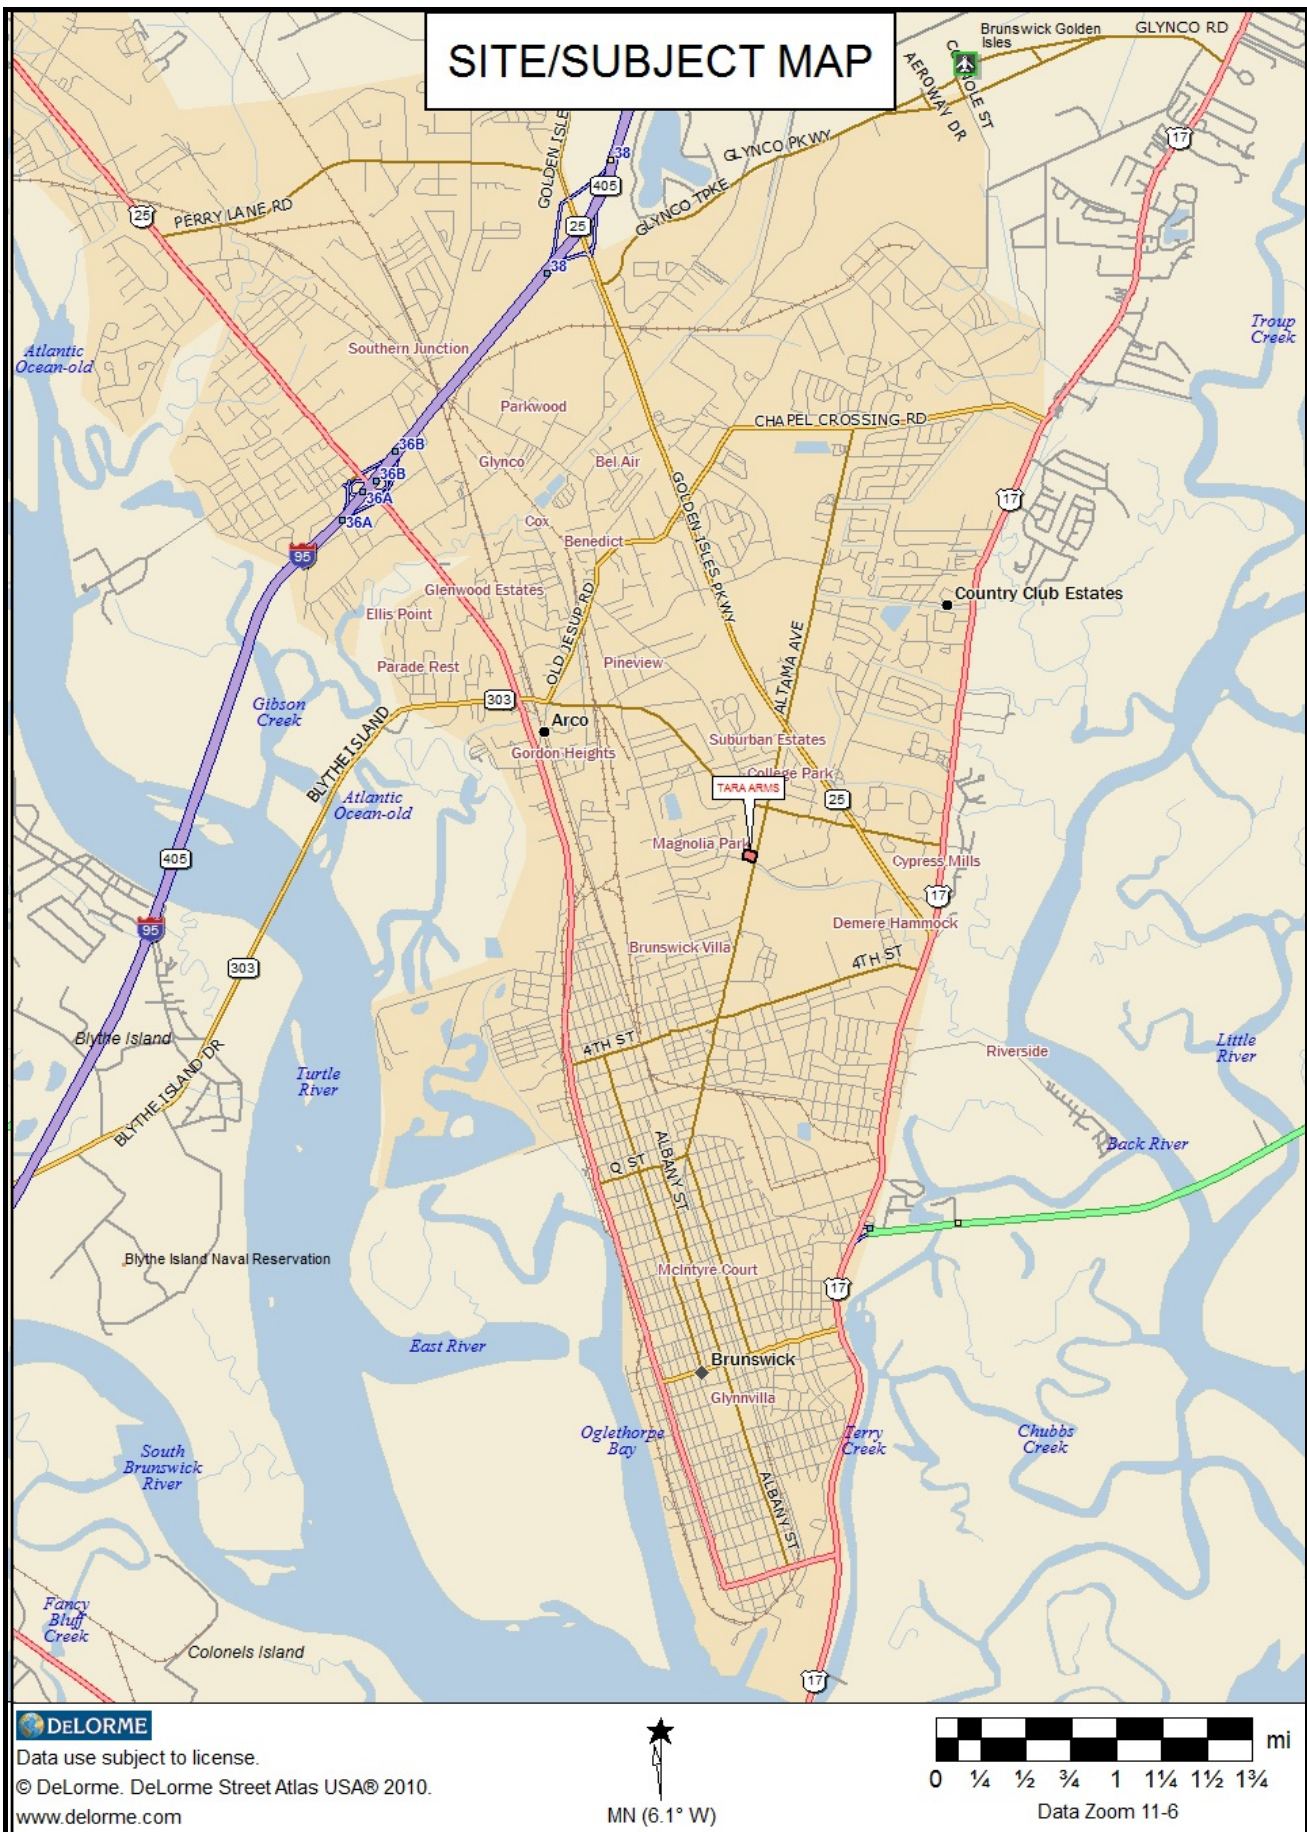 SITE/SUBJECT MAP
Brunswick Golden
Isles
GLYNCO RD
AEROWAY DR
17
GLYNCO PKWY
38
GOLDEN ISLE
405
GLYNCO TPKE
25
PERRY LANE RD
25
38
Atlantic
Ocean-old
Troup
Creek
Southern Junction
Parkwood
CHAPEL CROSSING RD
36B
Glynco
Bel Air
36B
36A
17
36A
GOLDEN ISLES PKWY
Cox
Benedict
95
Glenwood Estates
Country Club Estates
Ellis Point
OLD JESUP RD
ALTAMA AVE
Parade Rest
Pineview
303
Gibson
Creek
Arco
BLYTHE ISLAND
Gordon Heights
Suburban Estates
College Park
TARA ARMS
Atlantic
Ocean-old
25
Magnolia Park
405
Cypress Mills
17
95
Demere Hammock
Brunswick Villa
4TH ST
303
Blythe Island
4TH ST
Riverside
Little
River
Turtle
River
BLYTHE ISLAND DR
Back River
Q ST
ALBANY ST
Blythe Island Naval Reservation
McIntyre Court
17
East River
Brunswick
Glynnvilla
Oglethorpe
Bay
Terry
Creek
Chubbs
Creek
South
Brunswick
River
ALBANY ST
Fancy
Bluff
Creek
Colonels Island
17
DELORME
Data use subject to license.
© DeLorme. DeLorme Street Atlas USA® 2010.
www.delorme.com
MN (6.1° W)
mi
0 ¼ ½ ¾ 1 1¼ 1½ 1¾
Data Zoom 11-6